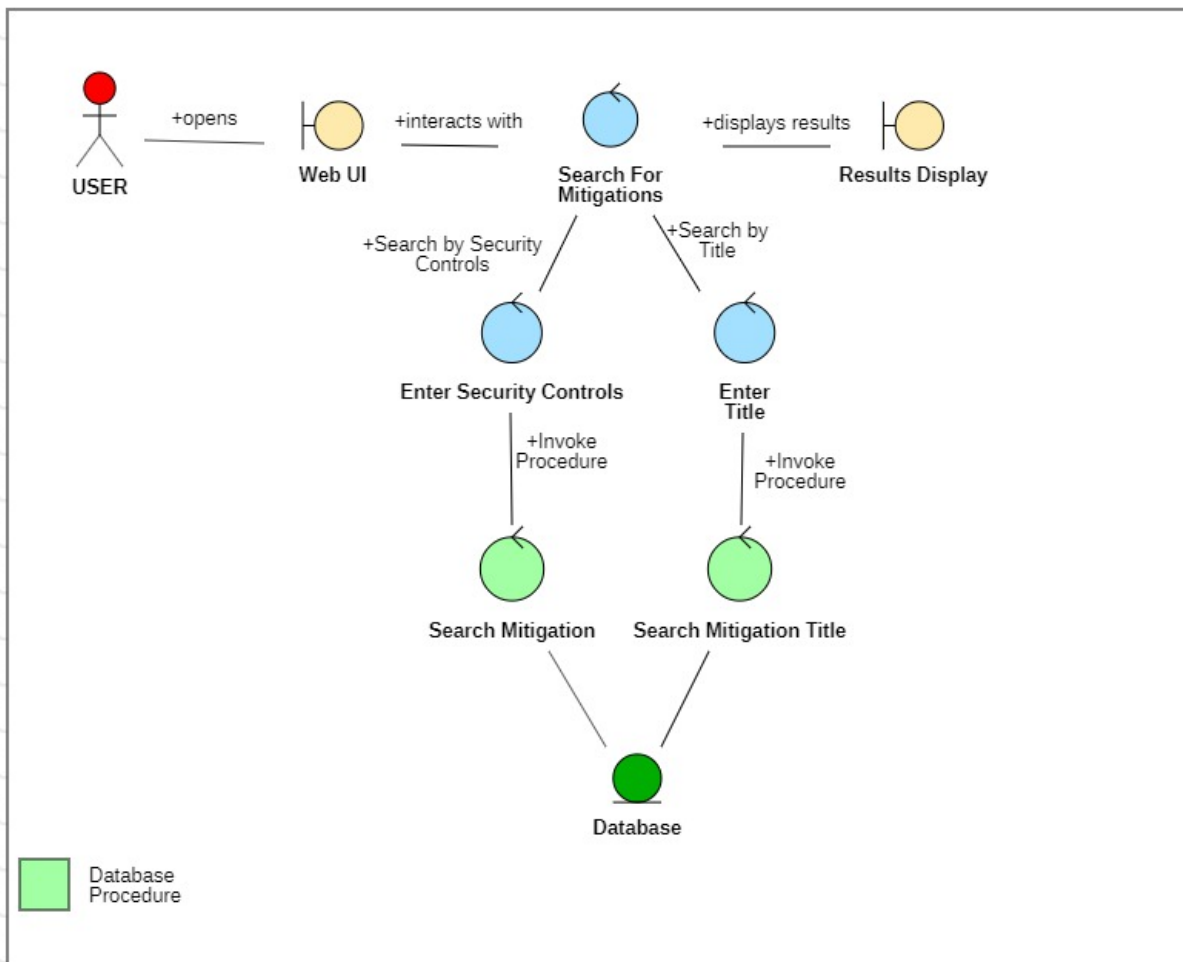 +opens
+interacts with
+displays results
USER
Web UI
Search For
Mitigations
Results Display
+Search by Security
Controls
+Search by
Title
Enter Security Controls
Enter
Title
+Invoke
Procedure
+Invoke
Procedure
Search Mitigation
Search Mitigation Title
Database
Database
Procedure